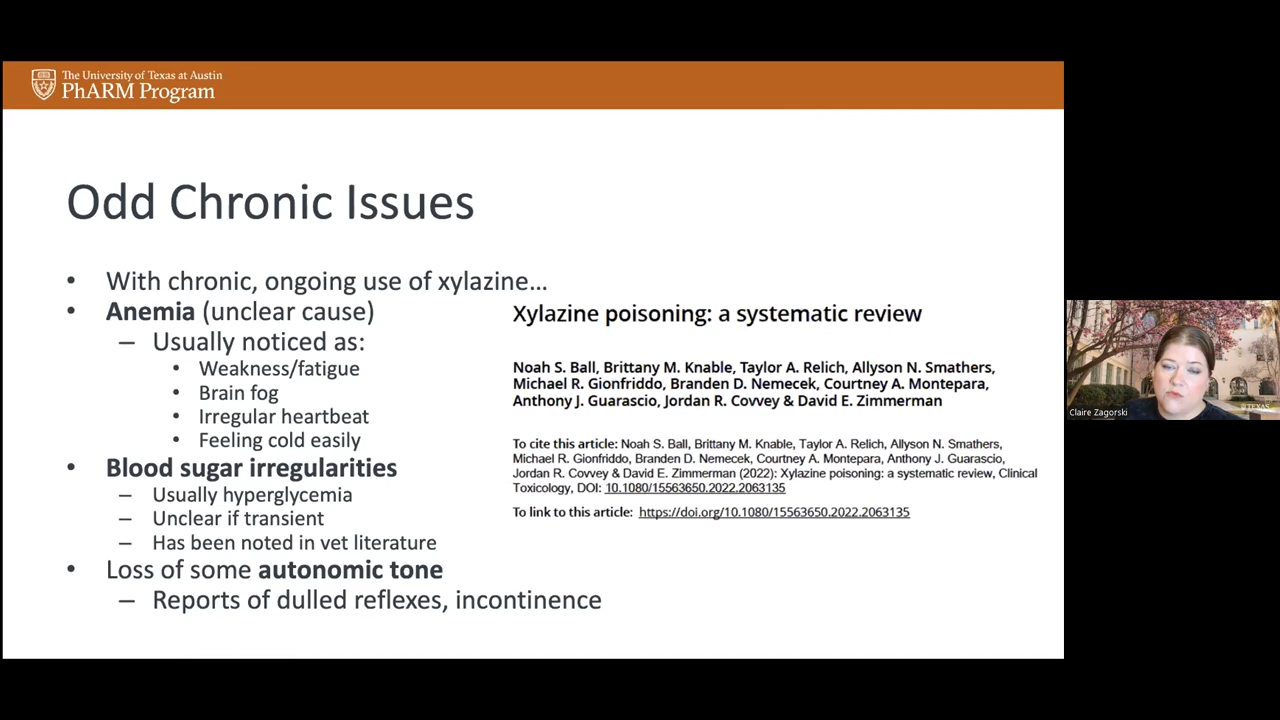 The University of Texas at Austin
PhARM Program
Odd Chronic Issues
• With chronic, ongoing use of xylazine…
• Anemia (unclear cause)
– Usually noticed as:
• Weakness/fatigue
• Brain fog
• Irregular heartbeat
• Feeling cold easily
• Blood sugar irregularities
– Usually hyperglycemia
– Unclear if transient
– Has been noted in vet literature
• Loss of some autonomic tone
– Reports of dulled reflexes, incontinence
Xylazine poisoning: a systematic review
Noah S. Ball, Brittany M. Knable, Taylor A. Relich, Allyson N. Smathers,
Michael R. Gionfriddo, Branden D. Nemecek, Courtney A. Montepara,
Anthony J. Guarascio, Jordan R. Covvey & David E. Zimmerman
To cite this article: Noah S. Ball, Brittany M. Knable, Taylor A. Relich, Allyson N. Smathers,
Michael R. Gionfriddo, Branden D. Nemecek, Courtney A. Montepara, Anthony J. Guarascio,
Jordan R. Covvey & David E. Zimmerman (2022): Xylazine poisoning: a systematic review, Clinical
Toxicology, DOI: 10.1080/15563650.2022.2063135
To link to this article: https://doi.org/10.1080/15563650.2022.2063135
Claire Zagorski
TEXAS